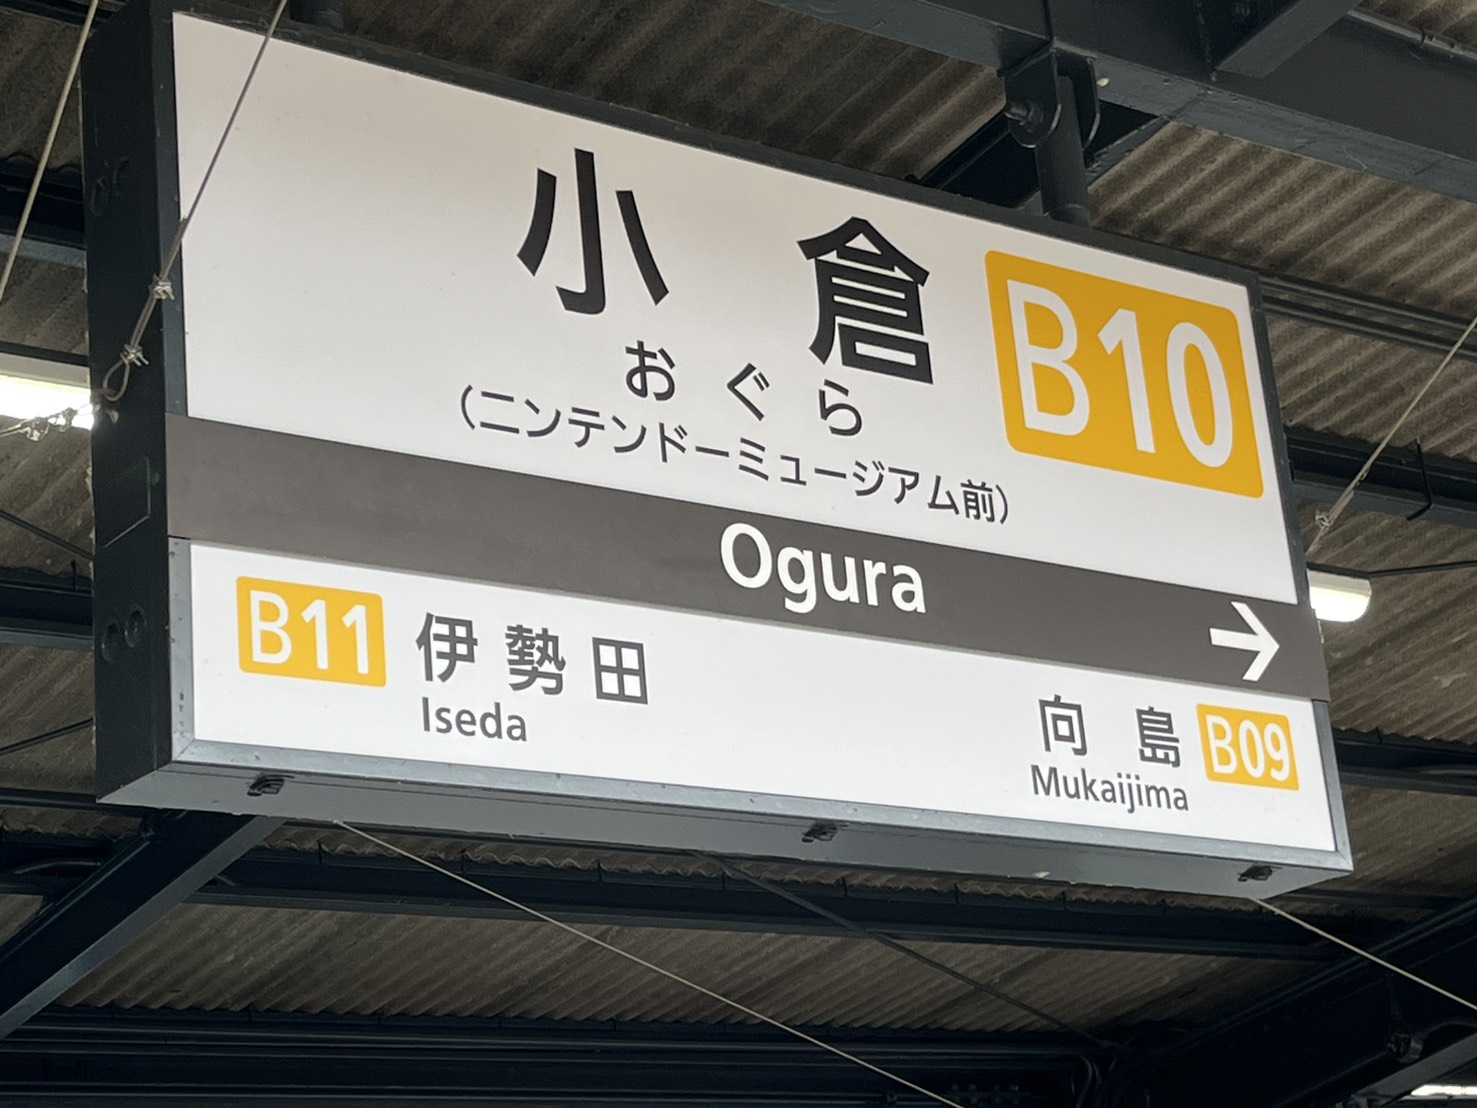 小倉 B10
おぐら
（ニンテンドーミュージアム前）
Ogura →
B11 伊勢田 向島 B09
Iseda Mukaijima